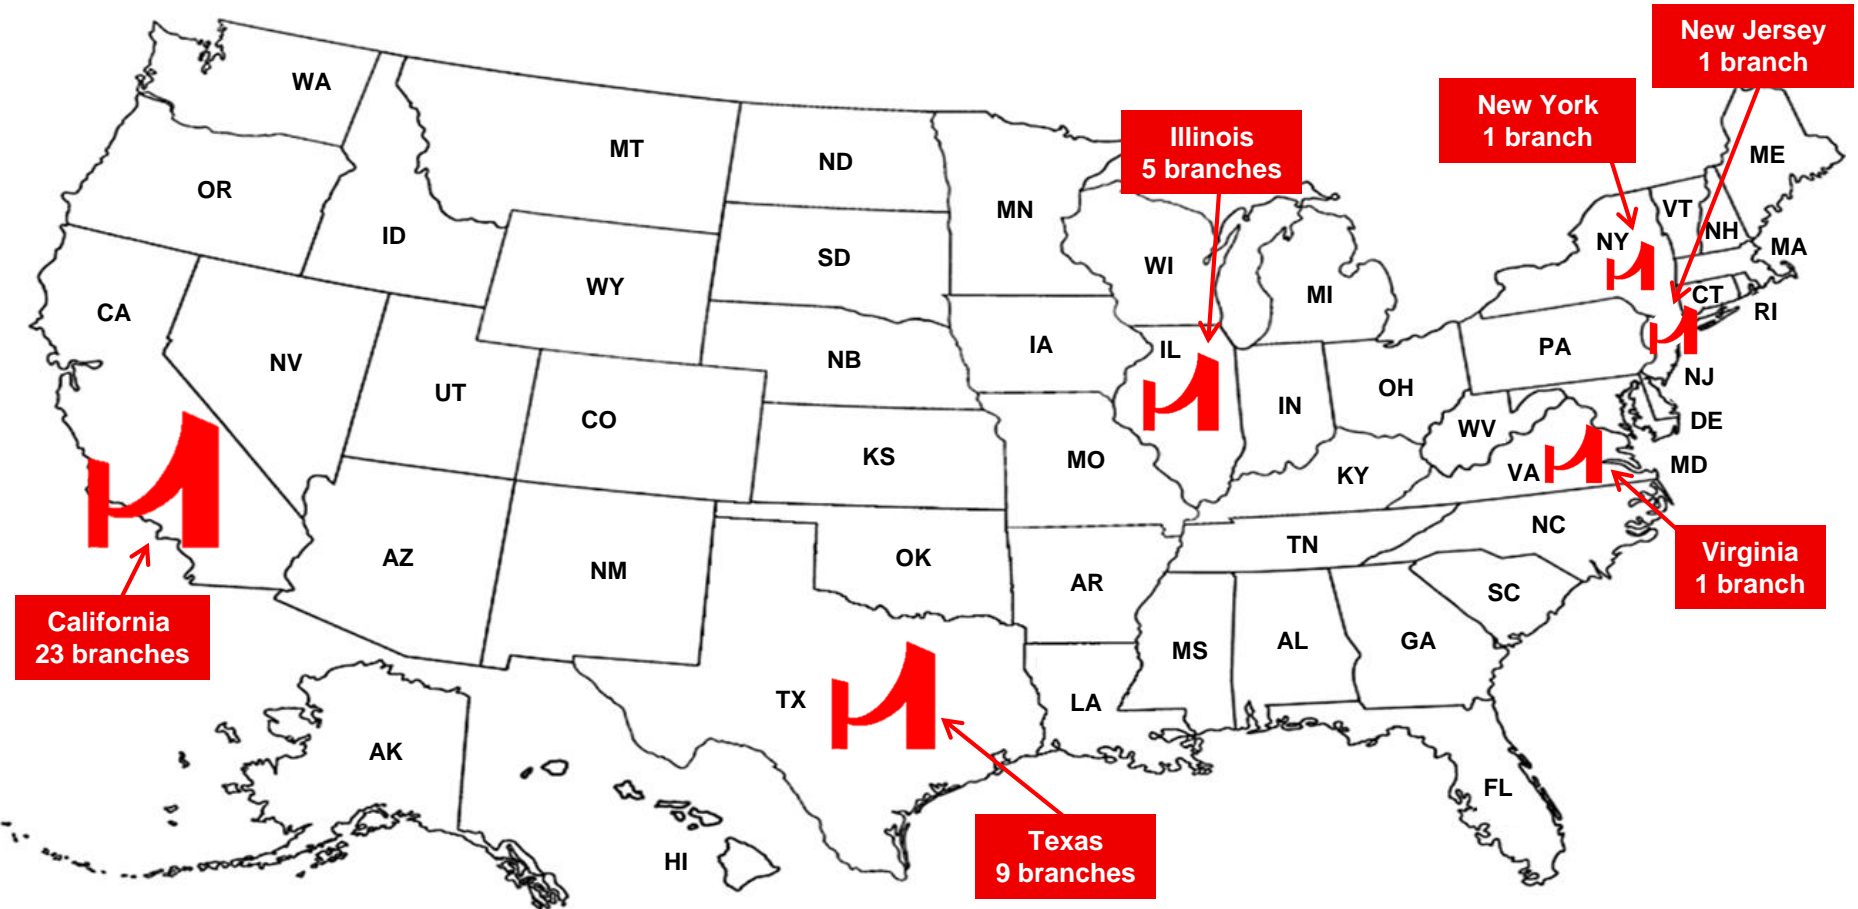 New Jersey
1 branch
New York
1 branch
Illinois
5 branches
WA
MT
ND
MN
OR
ID
SD
WI
MI
NY
VT
NH
ME
MA
WY
CA
NV
UT
CO
NB
IA
IL
IN
OH
PA
CT
RI
NJ
DE
MD
WV
VA
KY
KS
MO
AZ
NM
OK
AR
TN
NC
SC
MS
AL
GA
LA
TX
FL
AK
HI
Virginia
1 branch
California
23 branches
Texas
9 branches